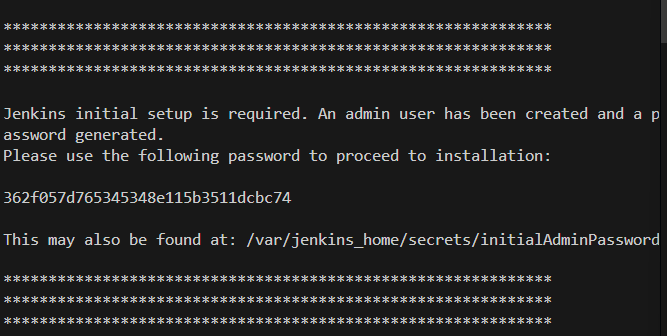 *************************************************************
*************************************************************
*************************************************************
Jenkins initial setup is required. An admin user has been created and a p
assword generated.
Please use the following password to proceed to installation:
362f057d765345348e115b3511dcbc74
This may also be found at: /var/jenkins_home/secrets/initialAdminPassword
*************************************************************
*************************************************************
*************************************************************